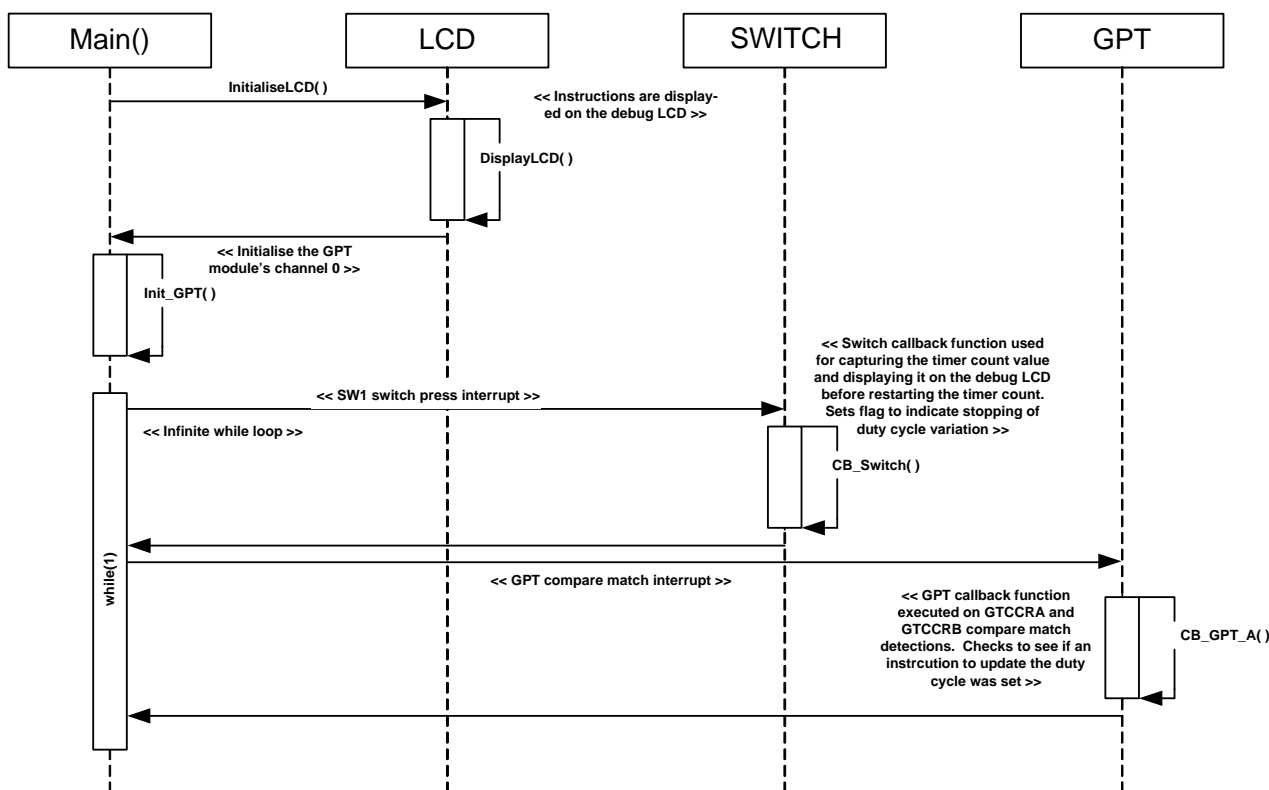 Main()
LCD
SWITCH
GPT
InitialiseLCD( )
<< Instructions are display-
ed on the debug LCD >>
DisplayLCD( )
<< Initialise the GPT
module's channel 0 >>
Init_GPT( )
<< Switch callback function used
for capturing the timer count value
and displaying it on the debug LCD
before restarting the timer count.
Sets flag to indicate stopping of
duty cycle variation >>
<< SW1 switch press interrupt >>
<< Infinite while loop >>
CB_Switch( )
while(1)
<< GPT compare match interrupt >>
<< GPT callback function
executed on GTCCRA and
GTCCRB compare match
detections.  Checks to see if an
instrcution to update the duty
cycle was set >>
CB_GPT_A( )